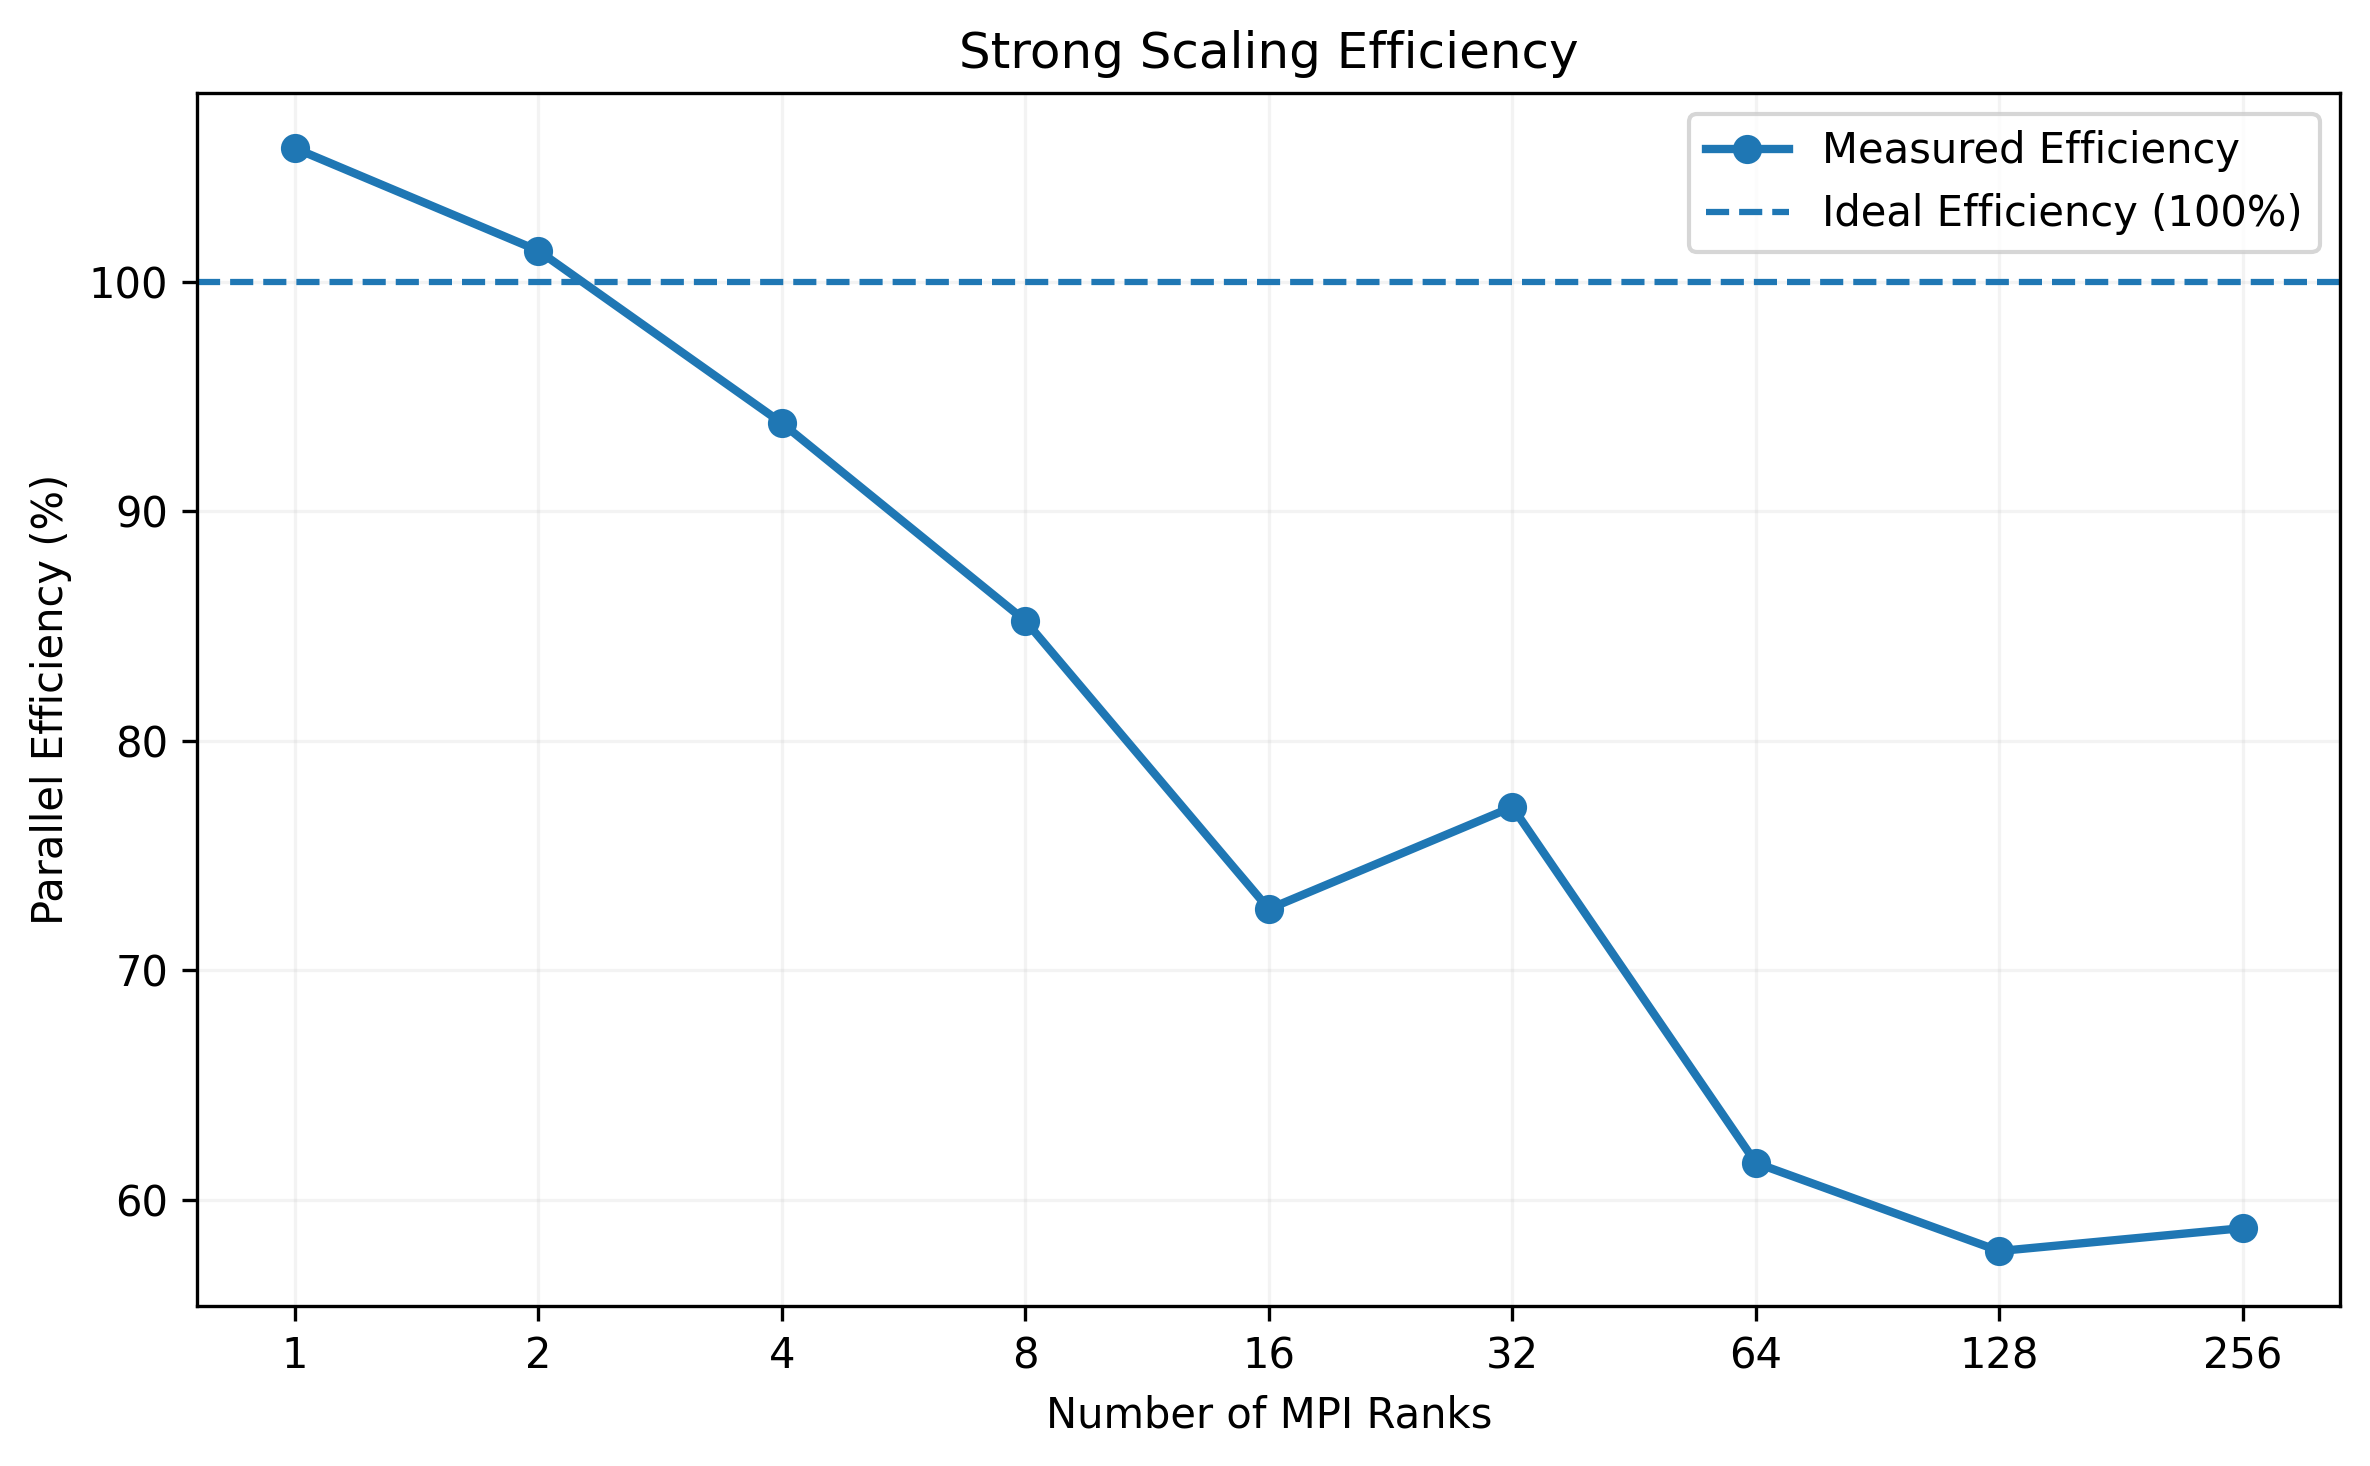 Strong Scaling Efficiency
Measured Efficiency
Ideal Efficiency (100%)
Parallel Efficiency (%)
100
90
80
70
60
1 2 4 8 16 32 64 128 256
Number of MPI Ranks